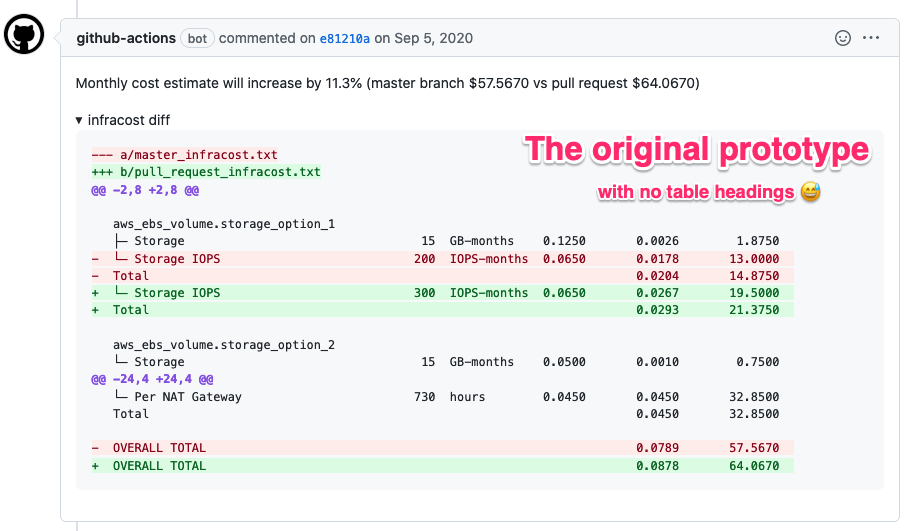 github-actions bot commented on e81210a on Sep 5, 2020
Monthly cost estimate will increase by 11.3% (master branch $57.5670 vs pull request $64.0670)
▾ infracost diff
The original prototype
with no table headings 😅
--- a/master_infracost.txt
+++ b/pull_request_infracost.txt
@@ -2,8 +2,8 @@
aws_ebs_volume.storage_option_1
├─ Storage 15 GB-months 0.1250 0.0026 1.8750
- └─ Storage IOPS 200 IOPS-months 0.0650 0.0178 13.0000
- Total 0.0204 14.8750
+ └─ Storage IOPS 300 IOPS-months 0.0650 0.0267 19.5000
+ Total 0.0293 21.3750
aws_ebs_volume.storage_option_2
└─ Storage 15 GB-months 0.0500 0.0010 0.7500
@@ -24,4 +24,4 @@
└─ Per NAT Gateway 730 hours 0.0450 0.0450 32.8500
Total 0.0450 32.8500
- OVERALL TOTAL 0.0789 57.5670
+ OVERALL TOTAL 0.0878 64.0670